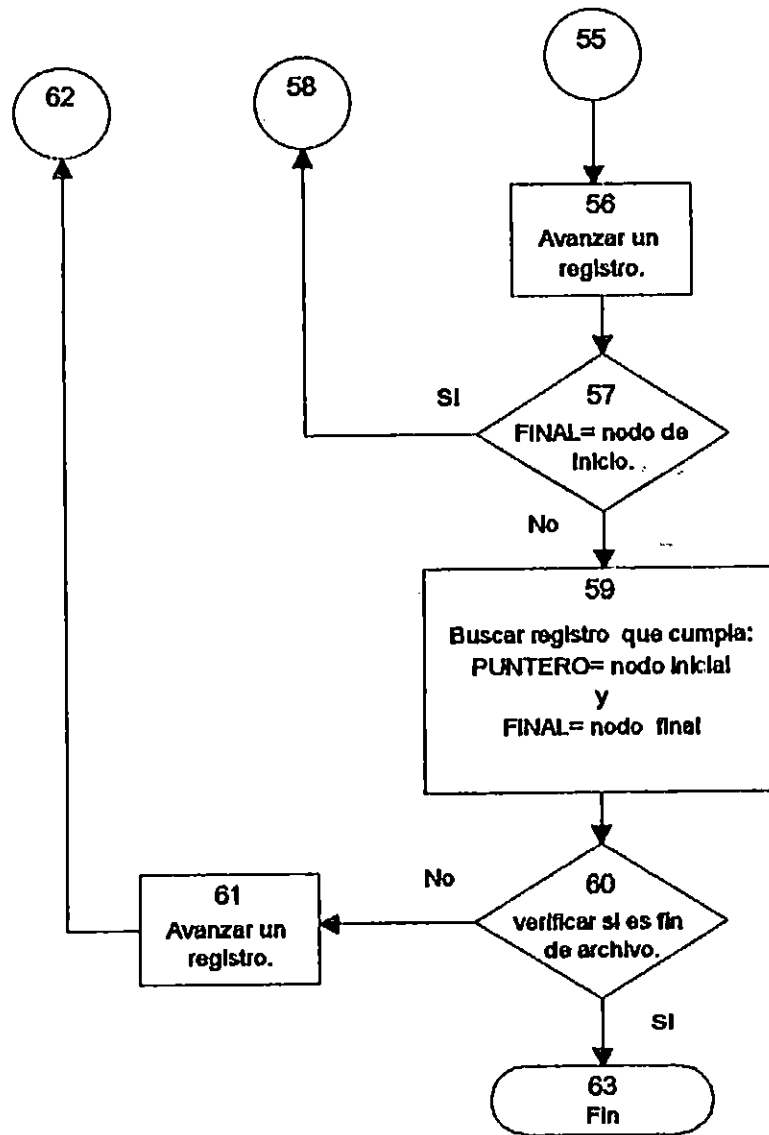 55
58
62
56
Avanzar un
registro.
57
SI
FINAL= nodo de
Inicio.
No
59
Buscar registro que cumpla:
PUNTERO= nodo inicial
y
FINAL= nodo final
No
60
61
verificar si es fin
de archivo.
Avanzar un
registro.
SI
63
Fin